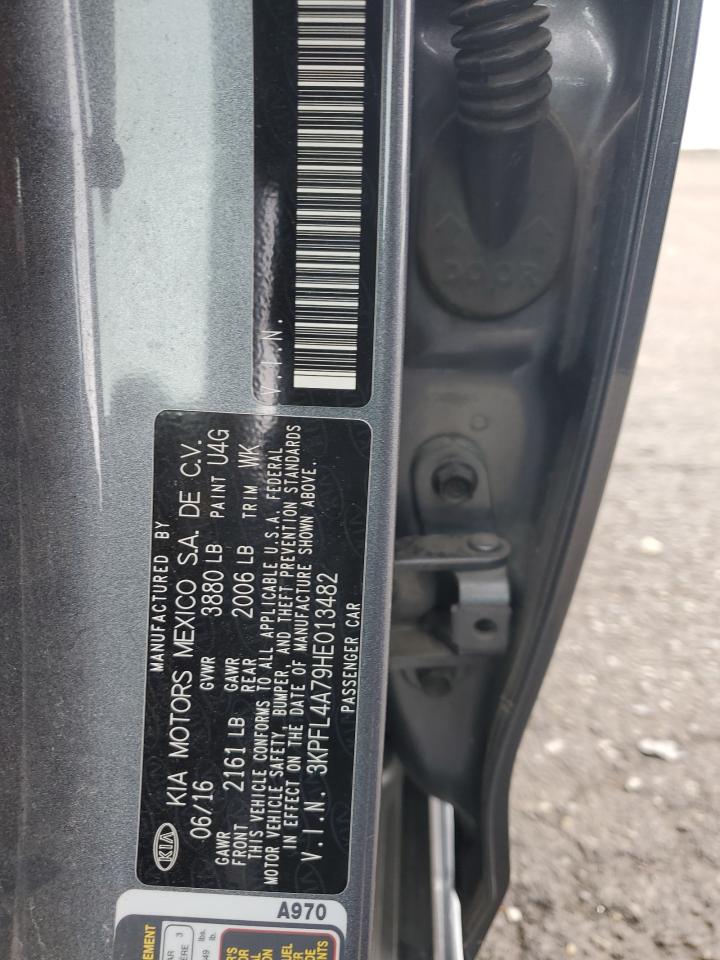 V.I.N.
MANUFACTURED BY
KIA KIA MOTORS MEXICO S.A. DE C.V.
06/16 GVWR 3880 LB PAINT U4G
GAWR FRONT 2161 LB GAWR REAR 2006 LB TRIM WK
THIS VEHICLE CONFORMS TO ALL APPLICABLE U.S.A. FEDERAL
MOTOR VEHICLE SAFETY, BUMPER, AND THEFT PREVENTION STANDARDS
IN EFFECT ON THE DATE OF MANUFACTURE SHOWN ABOVE.
V.I.N. 3KPFL4A79HE013482
PASSENGER CAR
A970
DOOR